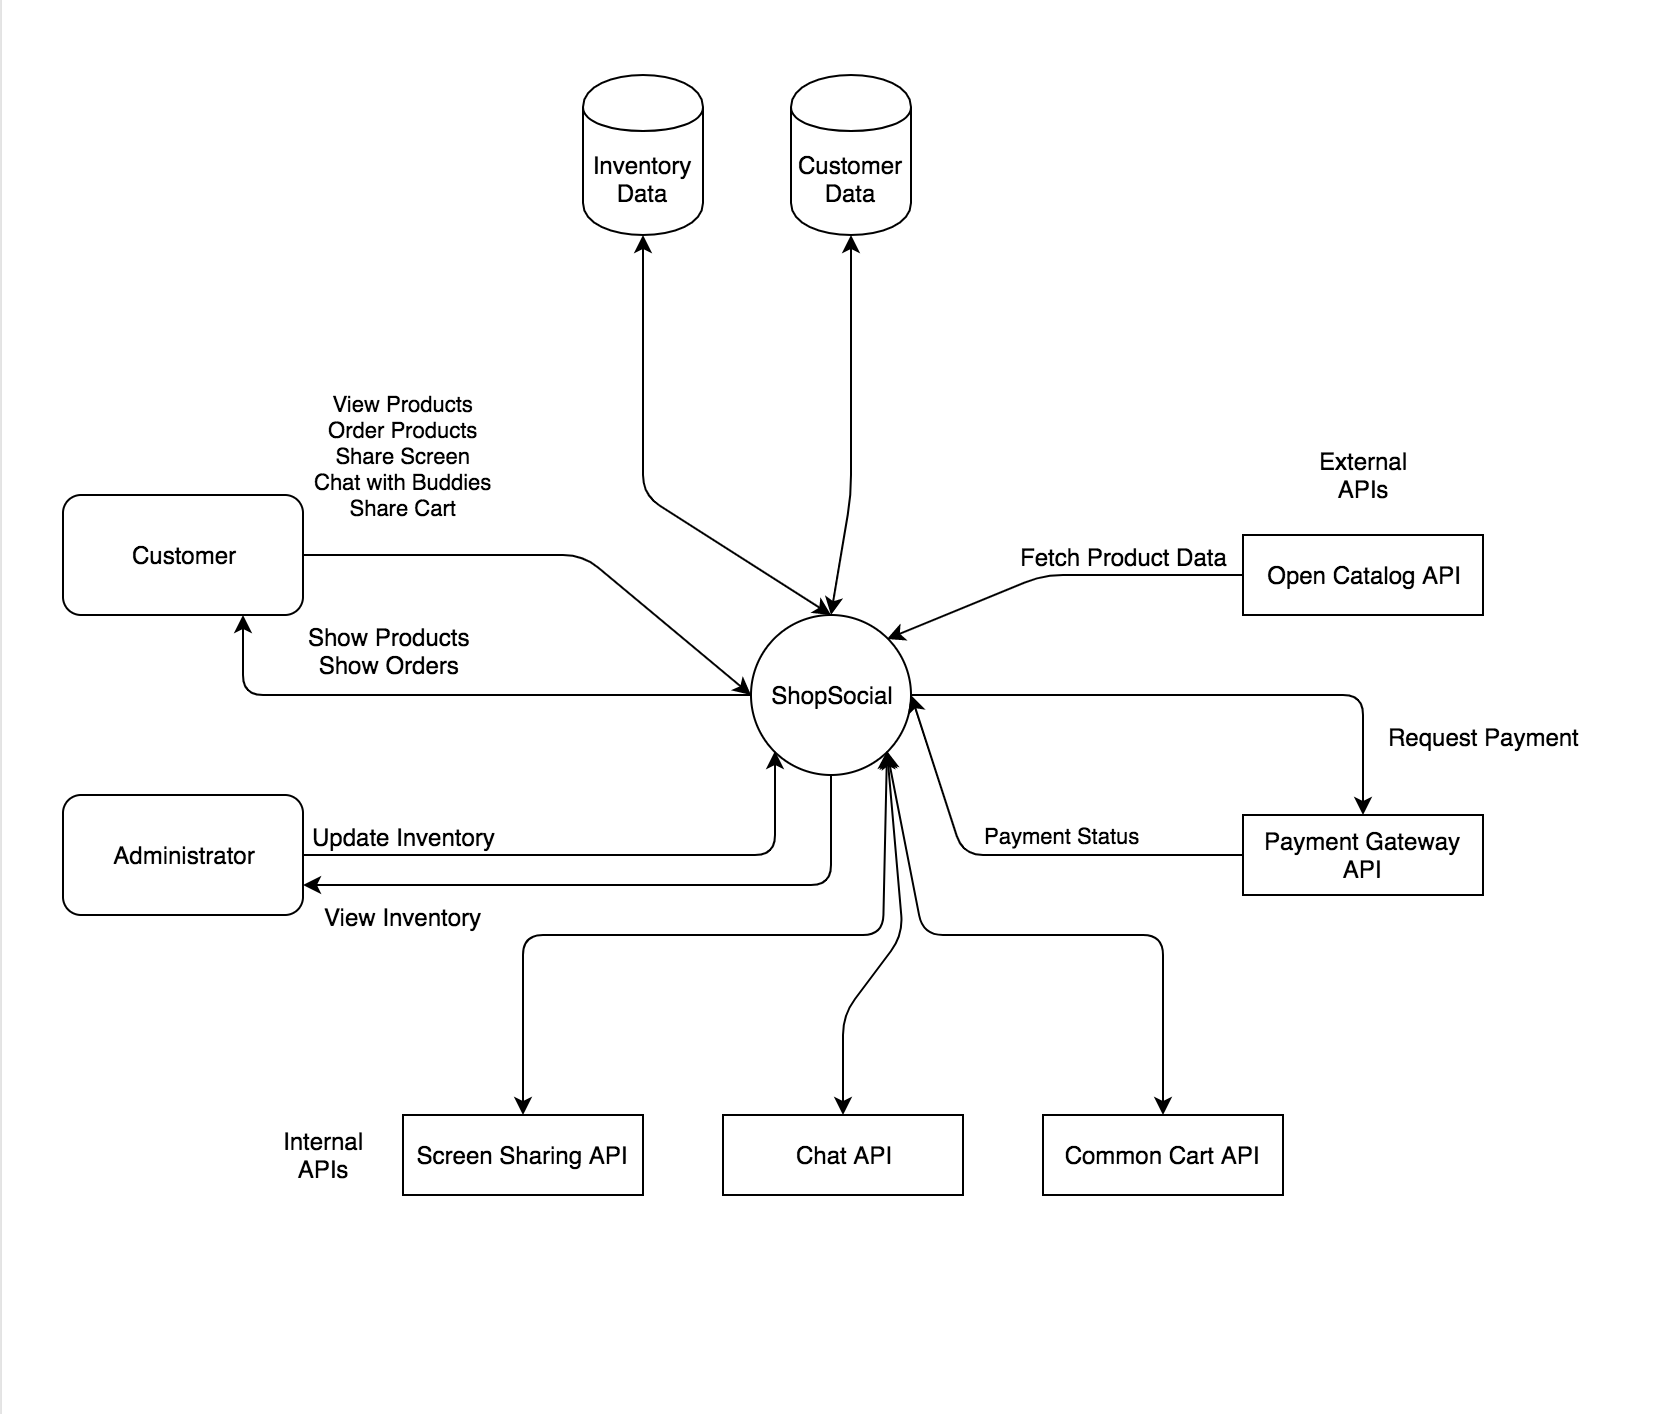 Inventory
Data
Customer
Data
View Products
Order Products
Share Screen
Chat with Buddies
Share Cart
External
APIs
Customer
Fetch Product Data
Open Catalog API
Show Products
Show Orders
ShopSocial
Request Payment
Administrator
Update Inventory
Payment Status
Payment Gateway
API
View Inventory
Internal
APIs
Screen Sharing API
Chat API
Common Cart API